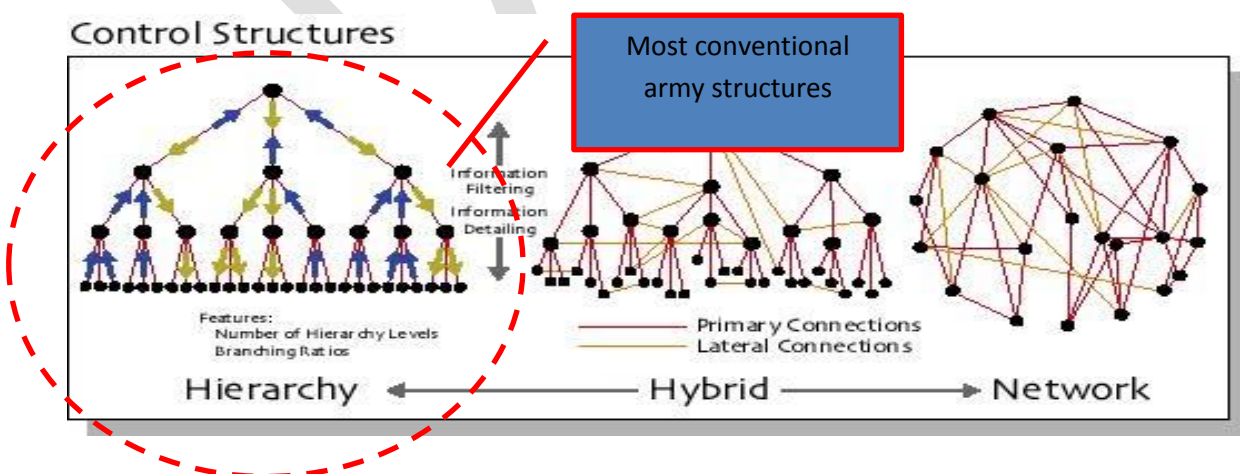 Control Structures
Most conventional
army structures
Information
Filtering
Information
Detailing
Features:
Number of Hierarchy Levels
Branching Ratios
Primary Connections
Lateral Connections
Hierarchy
Hybrid
Network